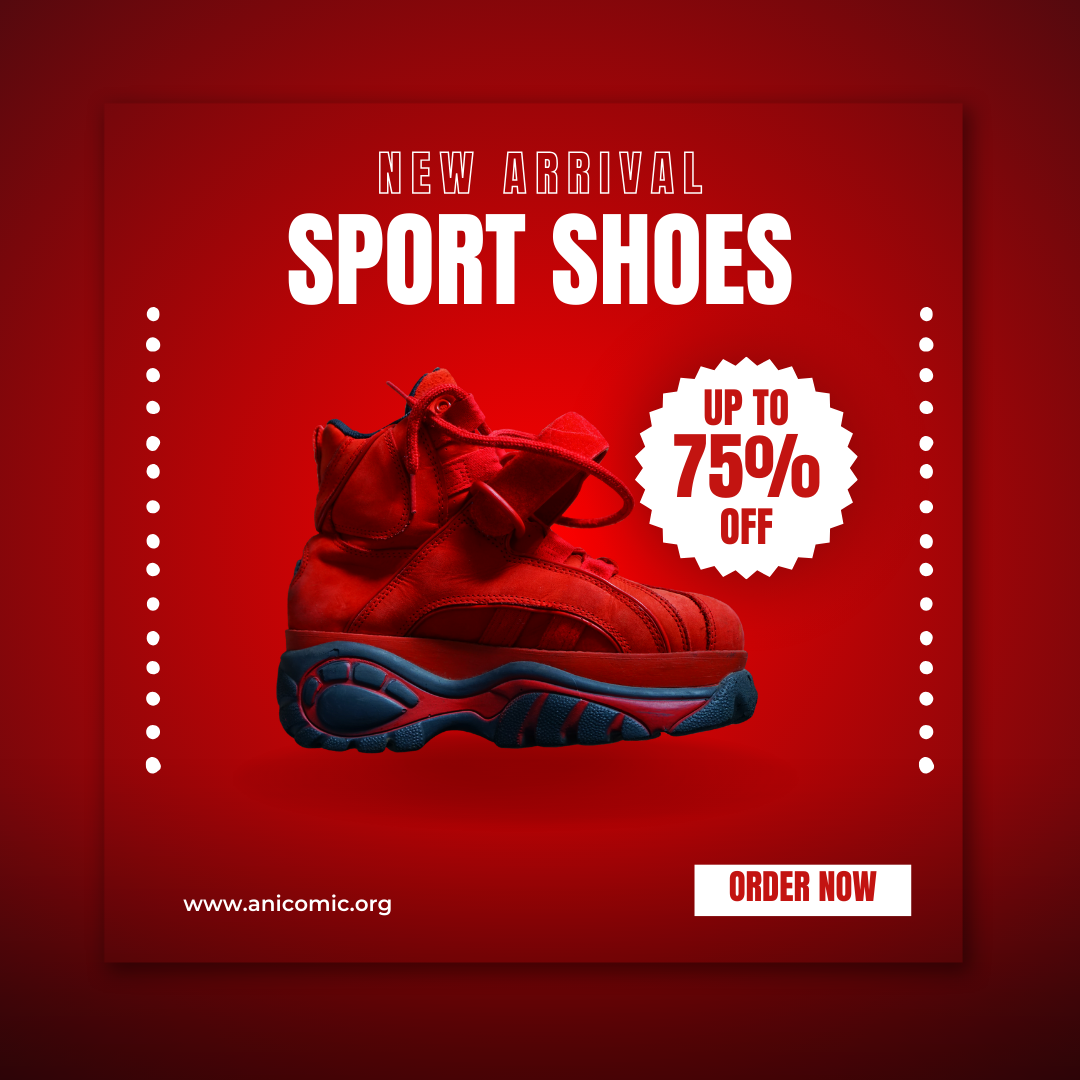 NEW ARRIVAL
SPORT SHOES
UP TO
75%
OFF
www.anicomic.org
ORDER NOW